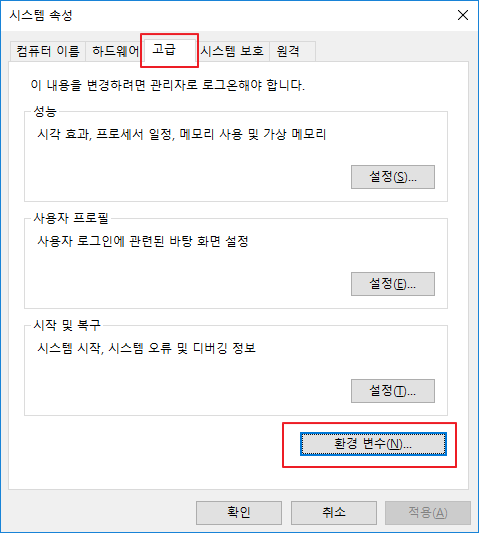 시스템 속성
컴퓨터 이름 하드웨어 고급 시스템 보호 원격
이 내용을 변경하려면 관리자로 로그온해야 합니다.
성능
시각 효과, 프로세서 일정, 메모리 사용 및 가상 메모리
설정(S)...
사용자 프로필
사용자 로그인에 관련된 바탕 화면 설정
설정(E)...
시작 및 복구
시스템 시작, 시스템 오류 및 디버깅 정보
설정(T)...
환경 변수(N)...
확인 취소 적용(A)